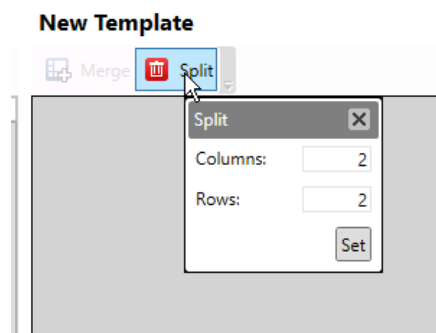 New Template
Merge Split
Split
Columns: 2
Rows: 2
Set